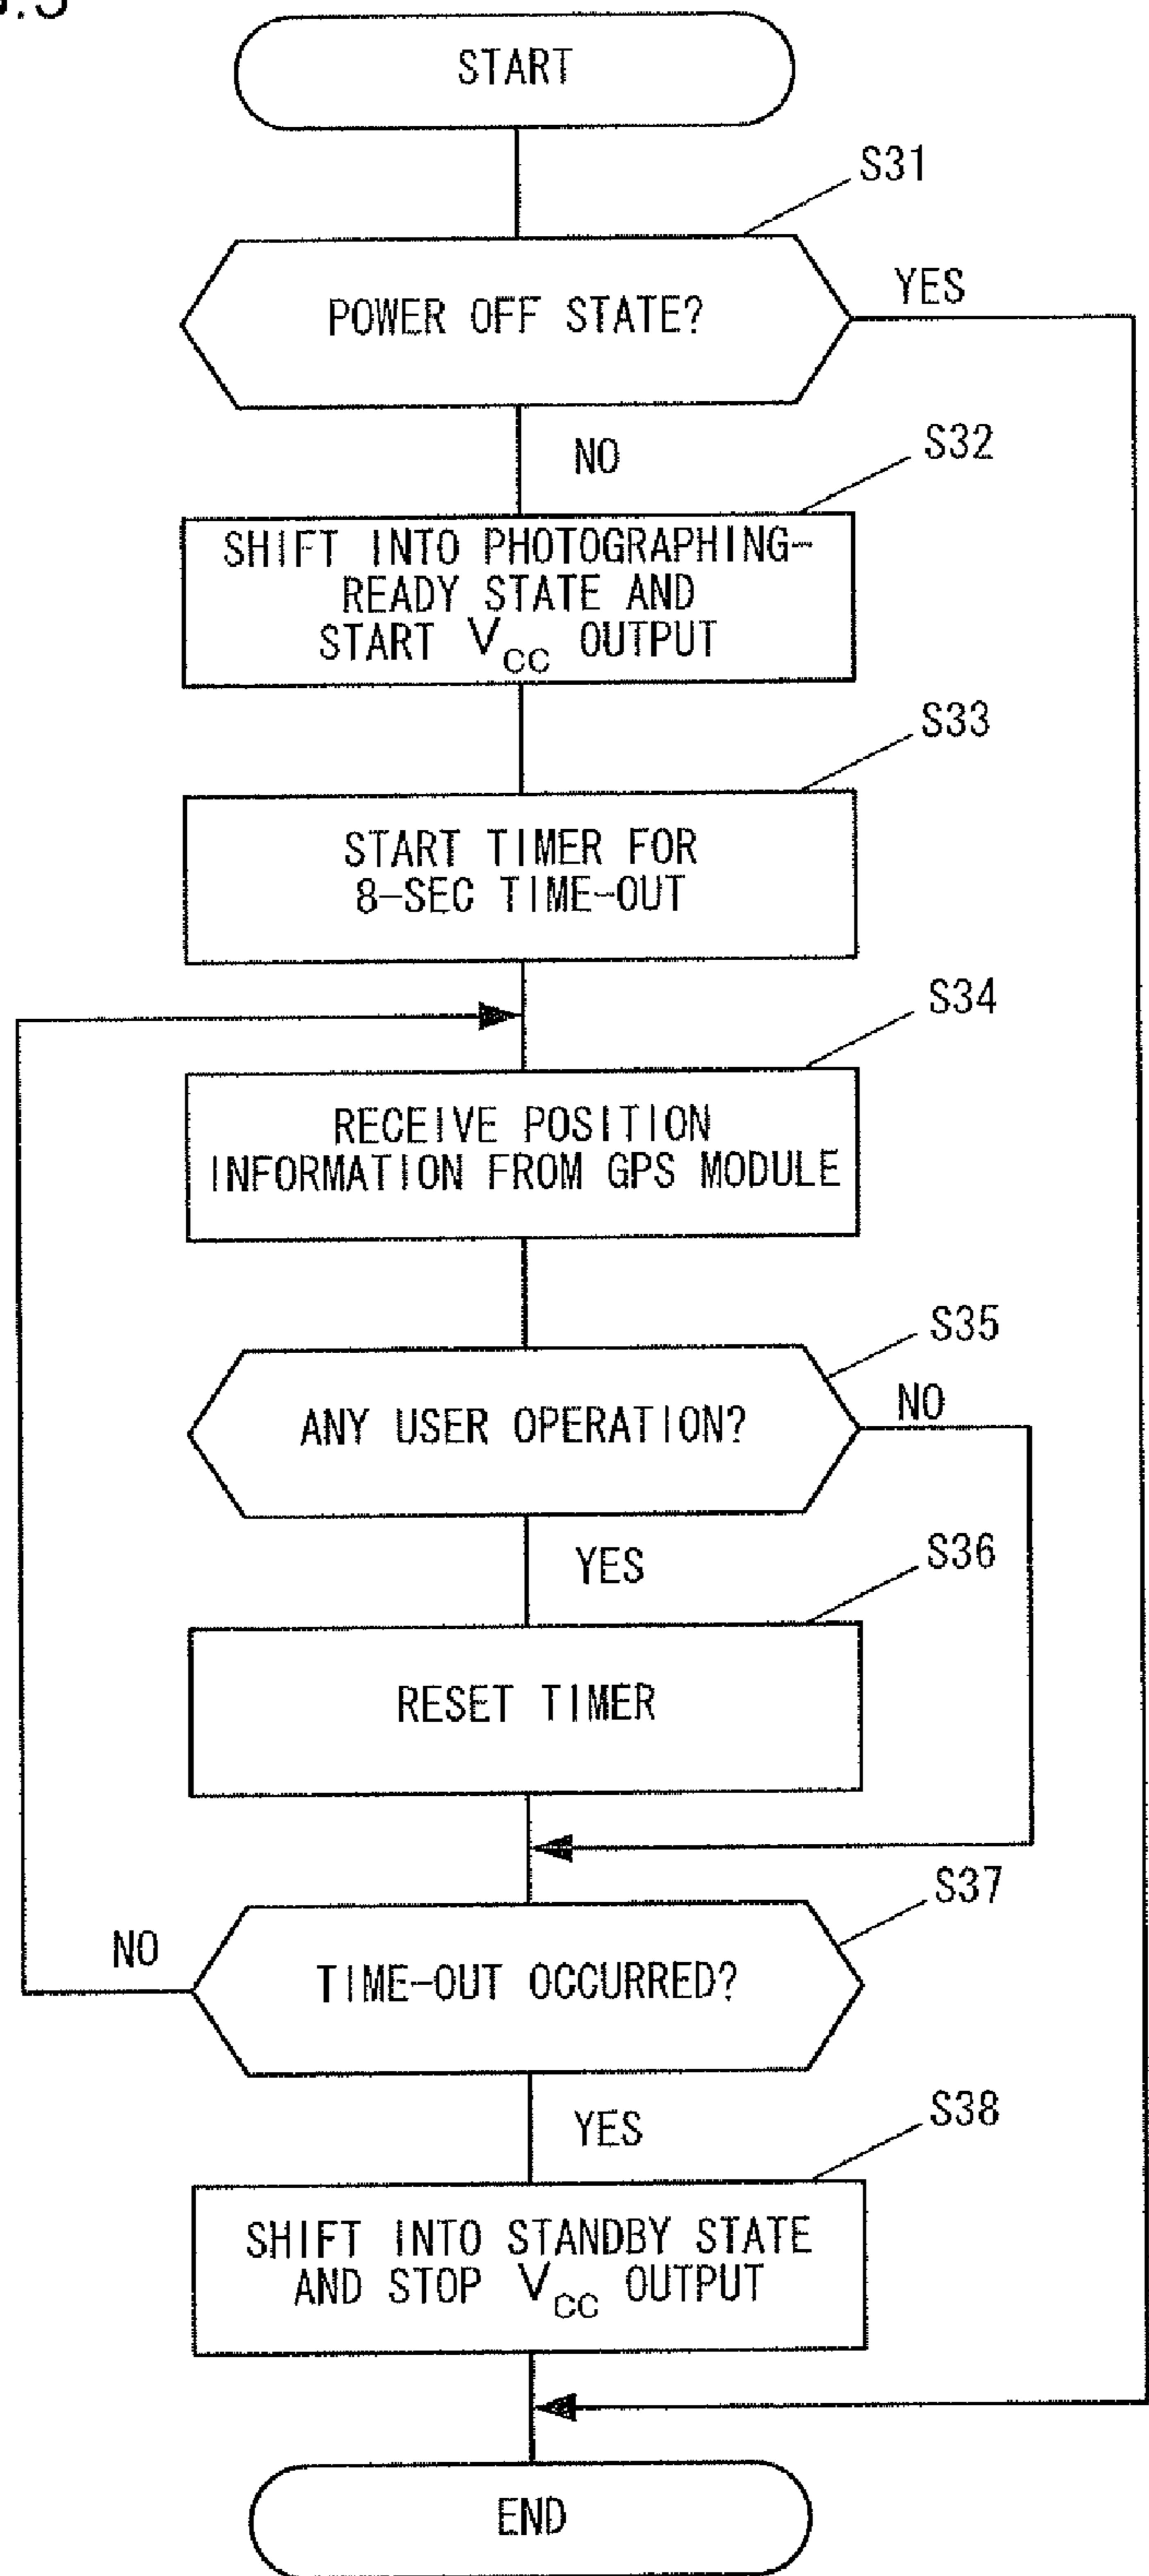 START
S31
POWER OFF STATE?
YES
NO
S32
SHIFT INTO PHOTOGRAPHING-
READY STATE AND
START VCC OUTPUT
S33
START TIMER FOR
8-SEC TIME-OUT
S34
RECEIVE POSITION
INFORMATION FROM GPS MODULE
S35
ANY USER OPERATION?
NO
YES
S36
RESET TIMER
S37
TIME-OUT OCCURRED?
NO
YES
S38
SHIFT INTO STANDBY STATE
AND STOP VCC OUTPUT
END